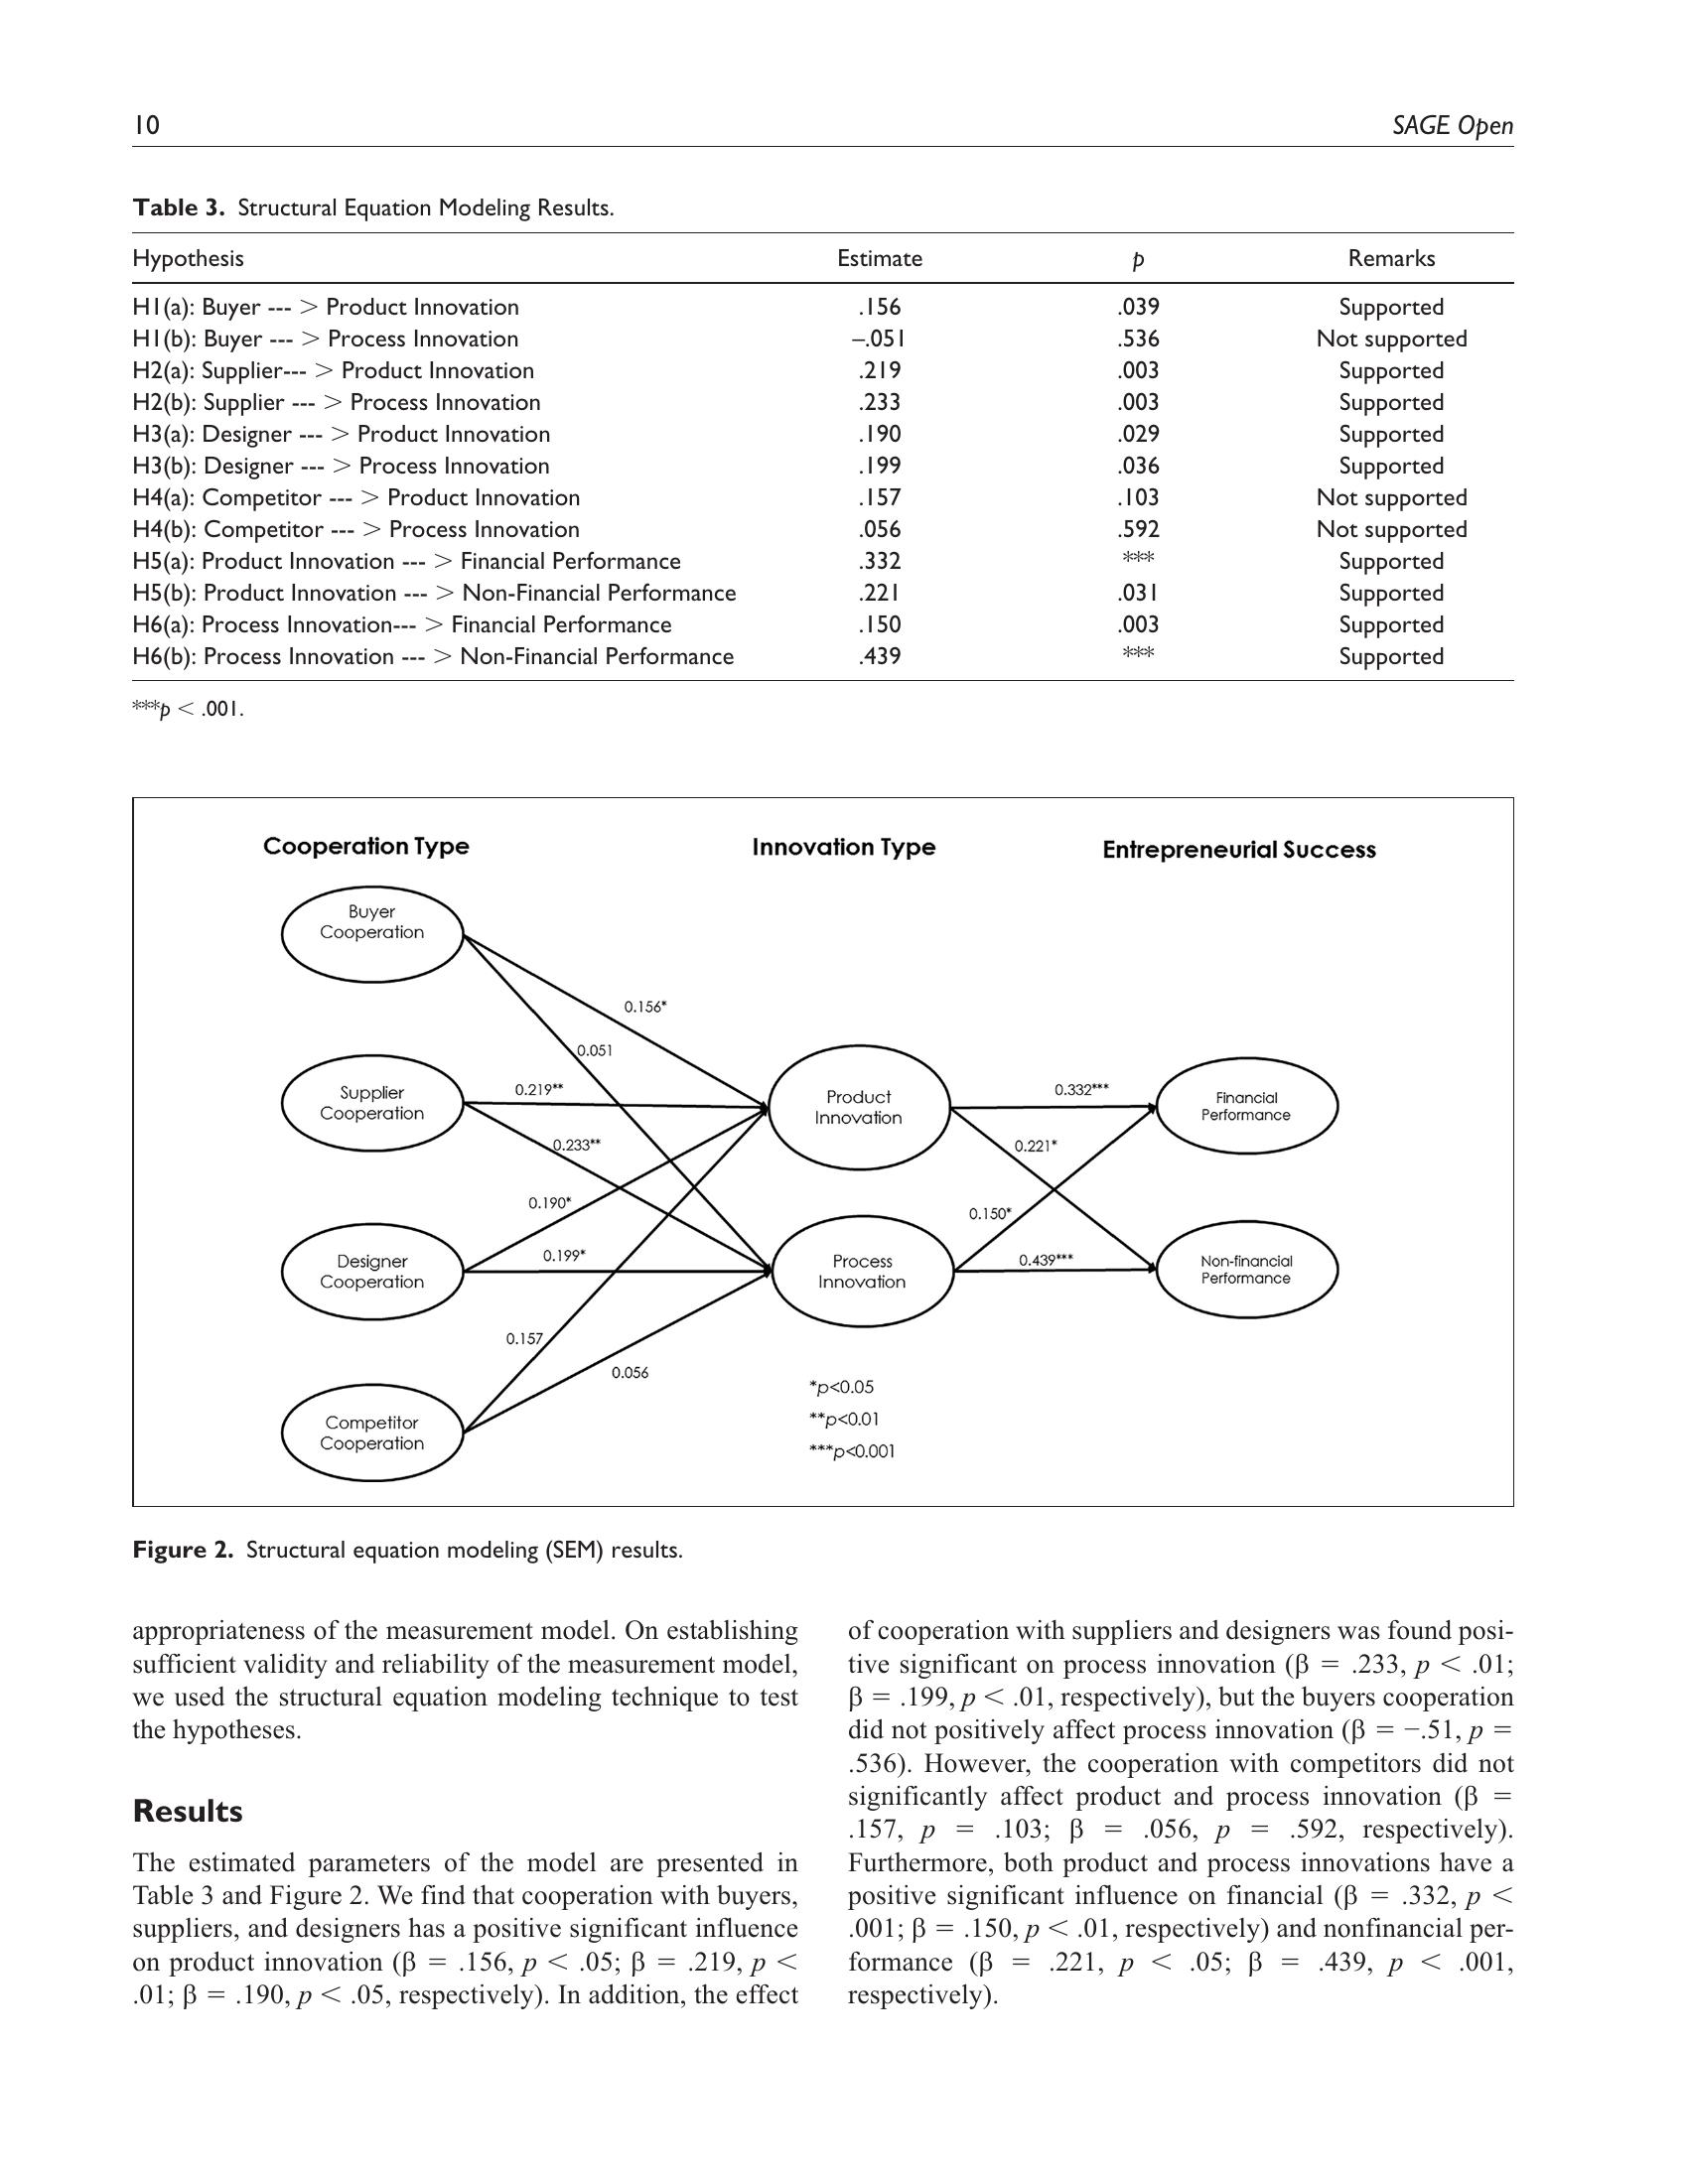 10
SAGE Open
Table 3. Structural Equation Modeling Results.
Hypothesis Estimate p Remarks
H1(a): Buyer --- > Product Innovation .156 .039 Supported
H1(b): Buyer --- > Process Innovation –.051 .536 Not supported
H2(a): Supplier--- > Product Innovation .219 .003 Supported
H2(b): Supplier --- > Process Innovation .233 .003 Supported
H3(a): Designer --- > Product Innovation .190 .029 Supported
H3(b): Designer --- > Process Innovation .199 .036 Supported
H4(a): Competitor --- > Product Innovation .157 .103 Not supported
H4(b): Competitor --- > Process Innovation .056 .592 Not supported
H5(a): Product Innovation --- > Financial Performance .332 *** Supported
H5(b): Product Innovation --- > Non-Financial Performance .221 .031 Supported
H6(a): Process Innovation--- > Financial Performance .150 .003 Supported
H6(b): Process Innovation --- > Non-Financial Performance .439 *** Supported
***p < .001.
Cooperation Type
Innovation Type
Entrepreneurial Success
Buyer
Cooperation
0.156*
0.051
Supplier
Cooperation
0.219**
0.233**
Product
Innovation
0.332***
0.221*
Financial
Performance
0.190*
0.199*
Designer
Cooperation
Process
Innovation
0.150*
0.439***
Non-financial
Performance
0.157
0.056
Competitor
Cooperation
*p<0.05
**p<0.01
***p<0.001
Figure 2. Structural equation modeling (SEM) results.
appropriateness of the measurement model. On establishing
sufficient validity and reliability of the measurement model,
we used the structural equation modeling technique to test
the hypotheses.
Results
The estimated parameters of the model are presented in
Table 3 and Figure 2. We find that cooperation with buyers,
suppliers, and designers has a positive significant influence
on product innovation (β = .156, p < .05; β = .219, p <
.01; β = .190, p < .05, respectively). In addition, the effect
of cooperation with suppliers and designers was found posi-
tive significant on process innovation (β = .233, p < .01;
β = .199, p < .01, respectively), but the buyers cooperation
did not positively affect process innovation (β = −.51, p =
.536). However, the cooperation with competitors did not
significantly affect product and process innovation (β =
.157, p = .103; β = .056, p = .592, respectively).
Furthermore, both product and process innovations have a
positive significant influence on financial (β = .332, p <
.001; β = .150, p < .01, respectively) and nonfinancial per-
formance (β = .221, p < .05; β = .439, p < .001,
respectively).